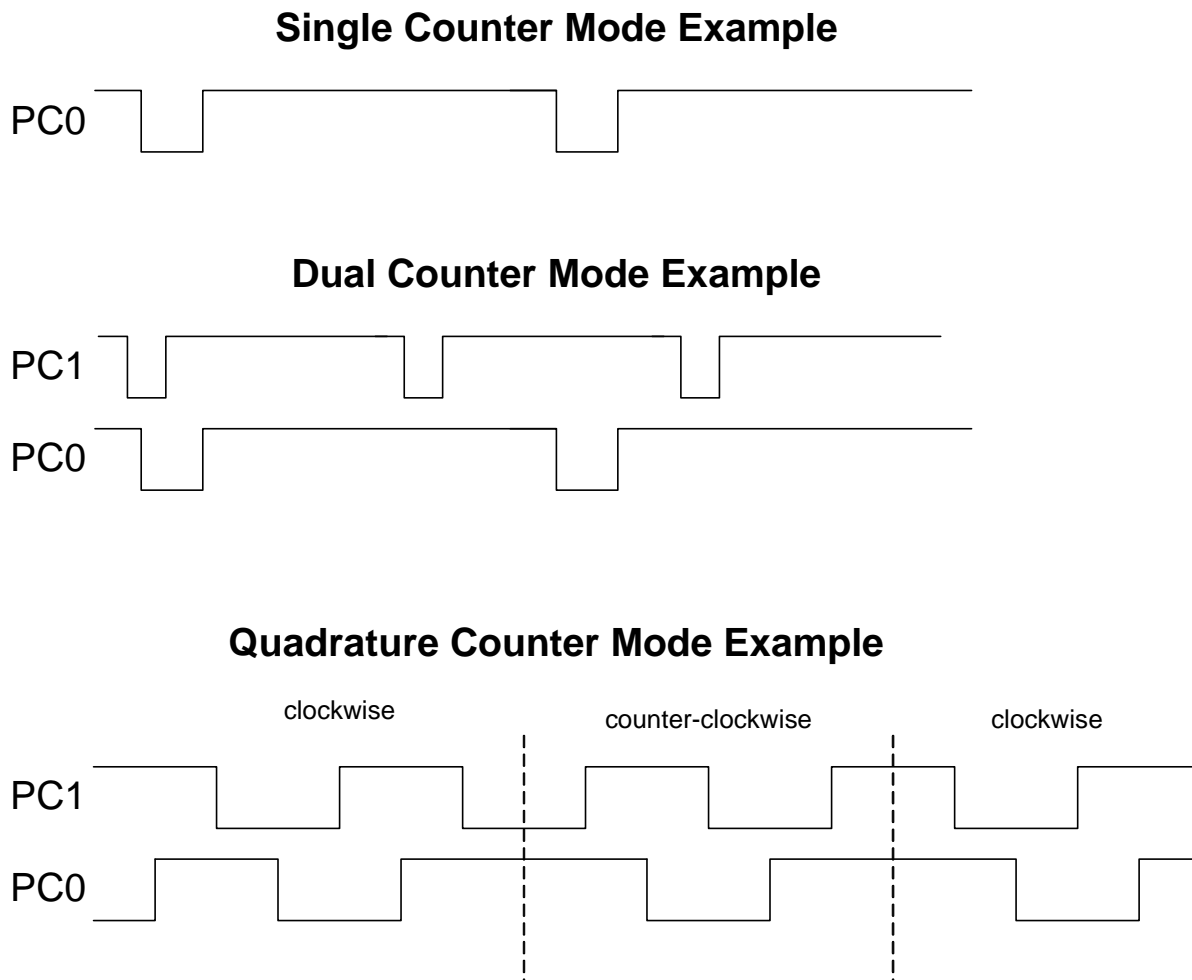 Single Counter Mode Example
PC0
Dual Counter Mode Example
PC1
PC0
Quadrature Counter Mode Example
clockwise
counter-clockwise
clockwise
PC1
PC0